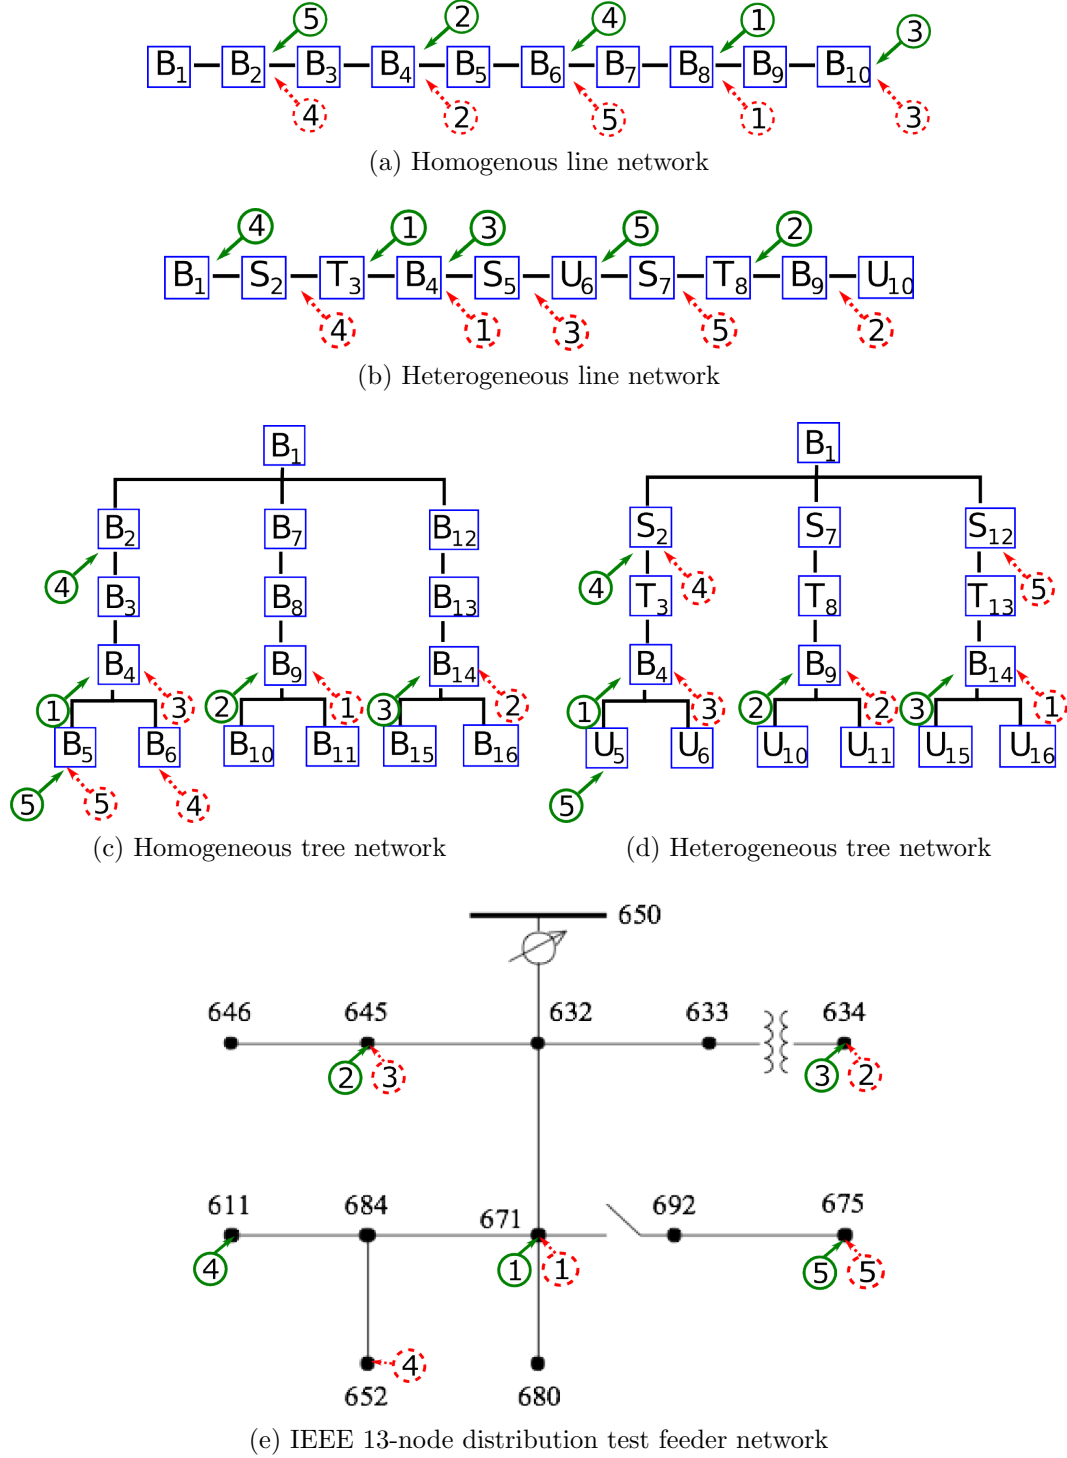 5 2 4 1 3
B1 B2 B3 B4 B5 B6 B7 B8 B9 B10
4 2 5 1 3
(a) Homogenous line network
4 1 3 5 2
B1 S2 T3 B4 S5 U6 S7 T8 B9 U10
4 1 3 5 2
(b) Heterogeneous line network
B1
B2 B7 B12
4
B3 B8 B13
B4 B9 B14
1 3 2 1 3 2
B5 B6 B10 B11 B15 B16
5 5 4
(c) Homogeneous tree network
B1
S2 S7 S12
4 4 5
T3 T8 T13
B4 B9 B14
1 3 2 2 3 1
U5 U6 U10 U11 U15 U16
5
(d) Heterogeneous tree network
650
646 645 632 633 634
2 3 3 2
611 684 671 692 675
4 1 1 5 5
4
652 680
(e) IEEE 13-node distribution test feeder network